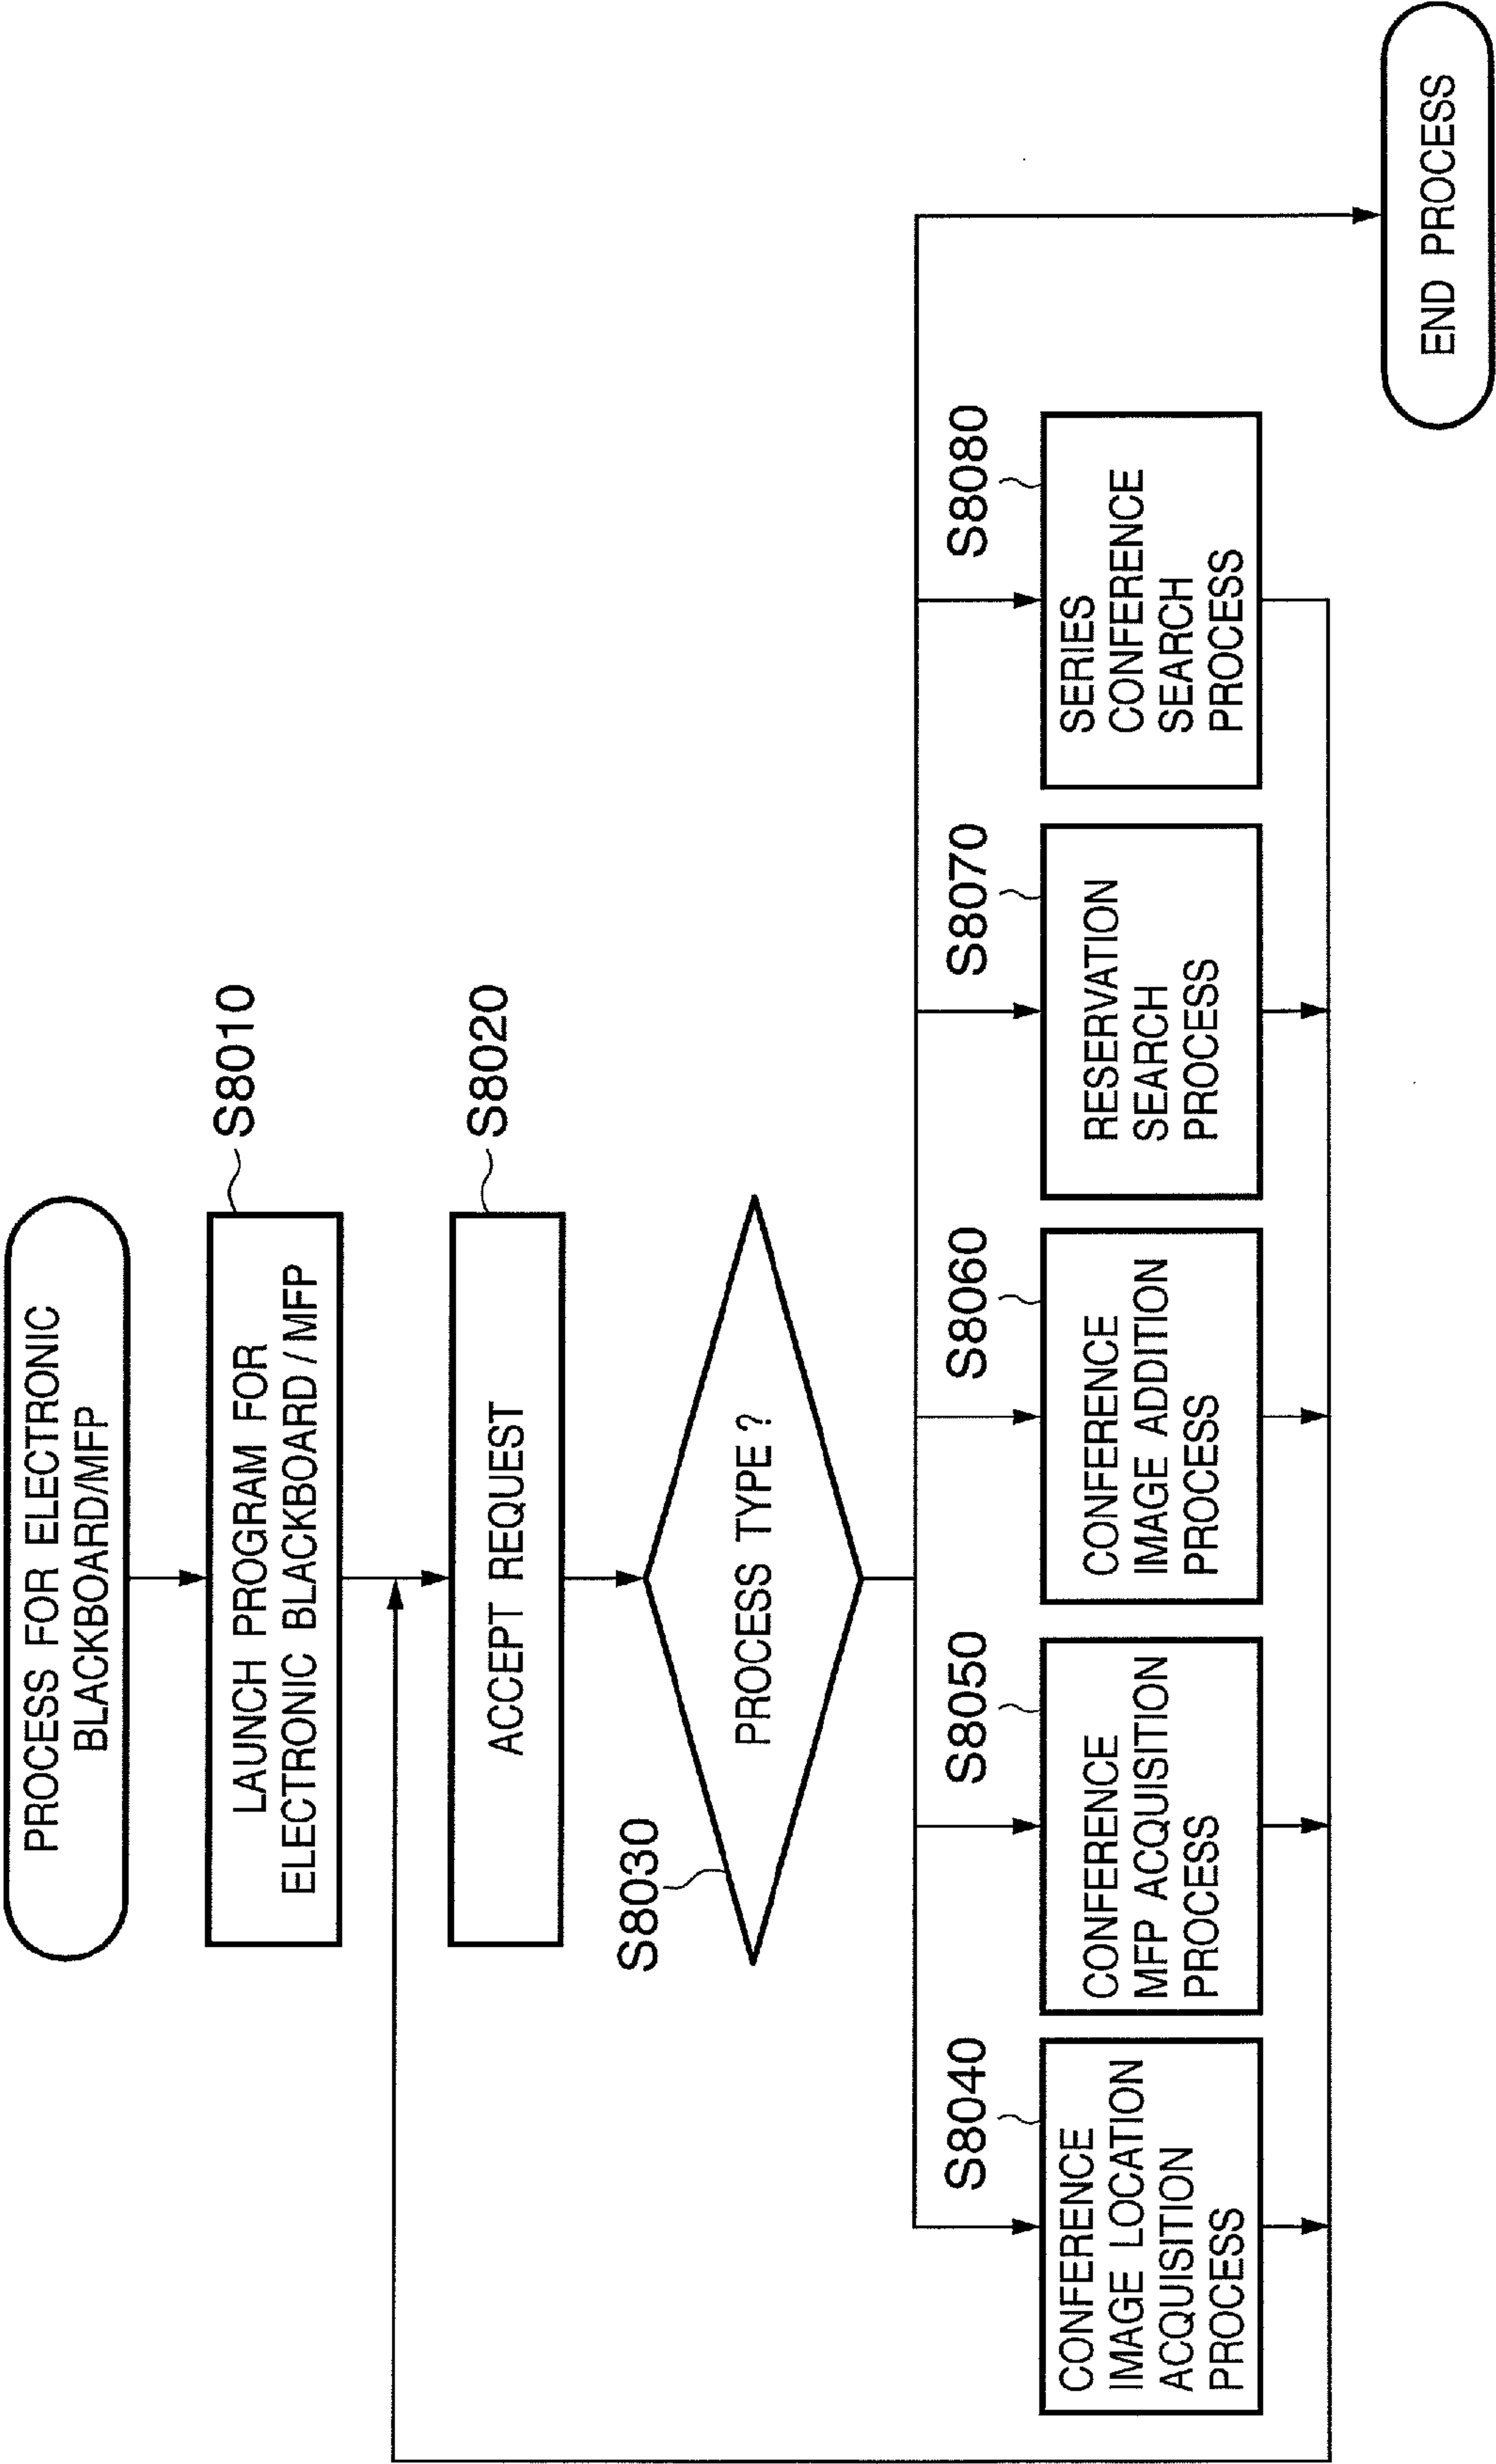 PROCESS FOR ELECTRONIC
BLACKBOARD/MFP
S8010
LAUNCH PROGRAM FOR
ELECTRONIC BLACKBOARD / MFP
S8020
ACCEPT REQUEST
S8030
PROCESS TYPE ?
S8040
CONFERENCE
IMAGE LOCATION
ACQUISITION
PROCESS
S8050
CONFERENCE
MFP ACQUISITION
PROCESS
S8060
CONFERENCE
IMAGE ADDITION
PROCESS
S8070
RESERVATION
SEARCH
PROCESS
S8080
SERIES
CONFERENCE
SEARCH
PROCESS
END PROCESS